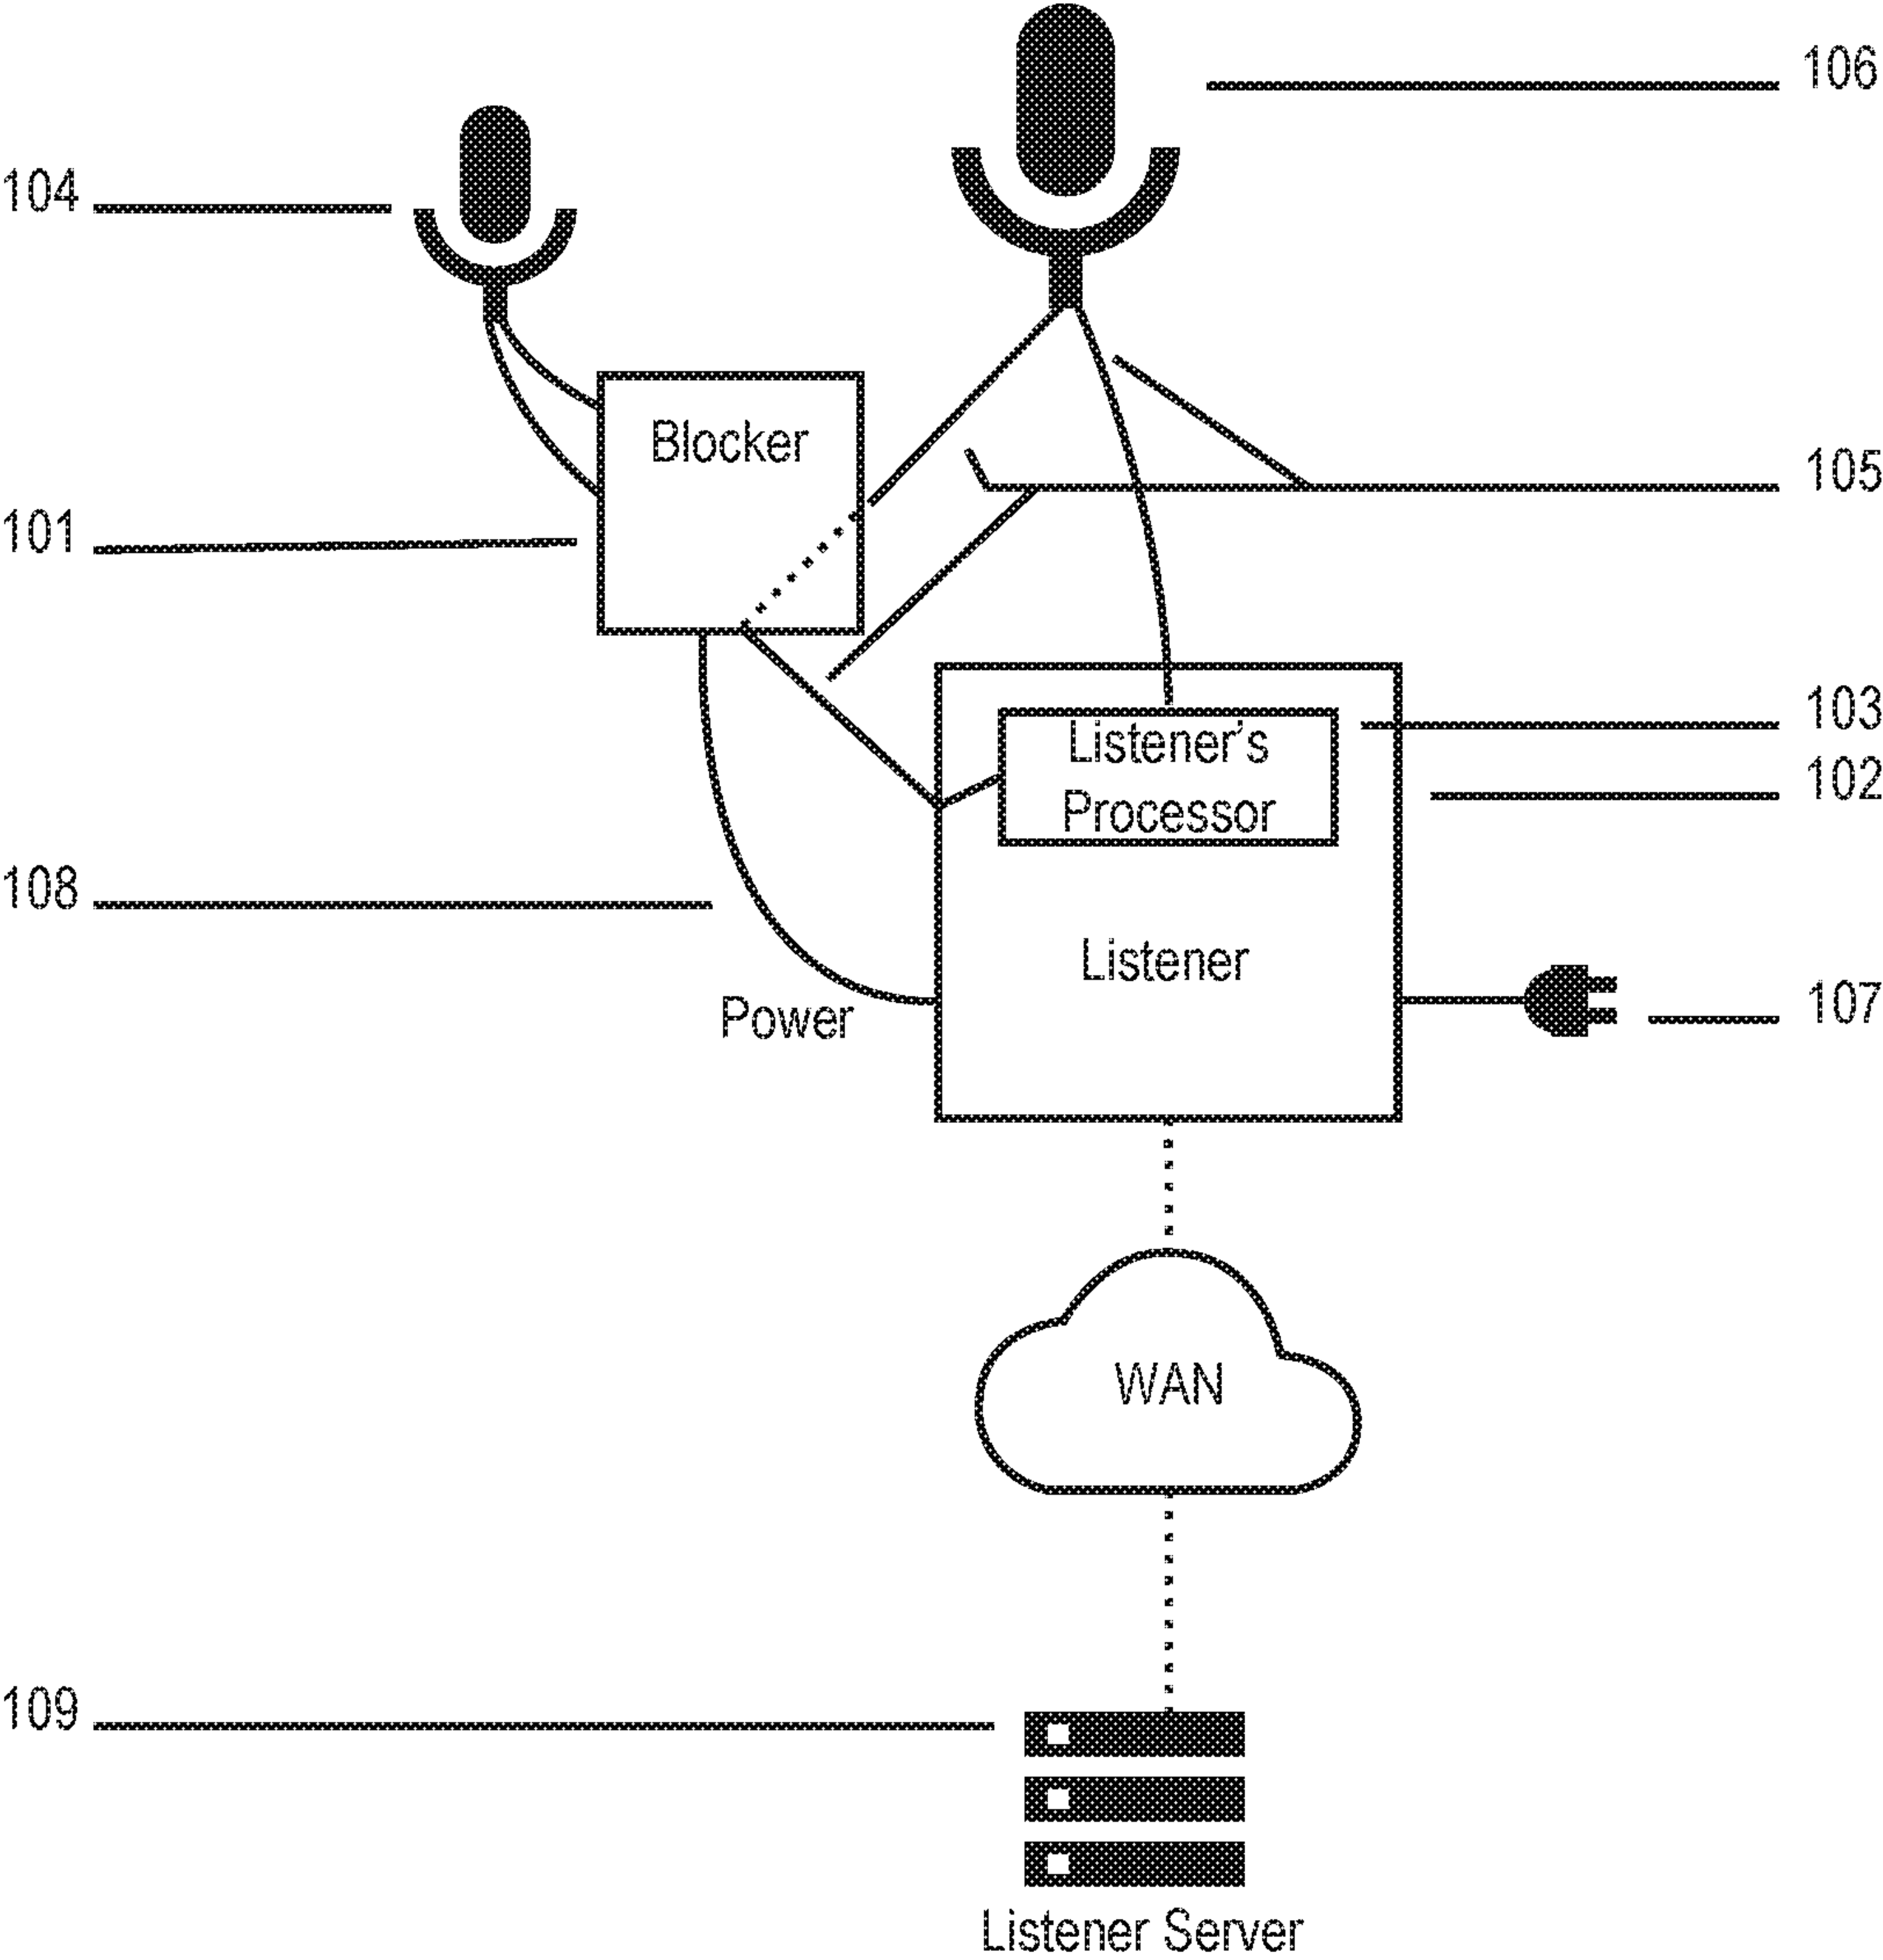 106
104
Blocker
105
101
Listener's
Processor
103
102
108
Listener
Power
107
WAN
109
Listener Server